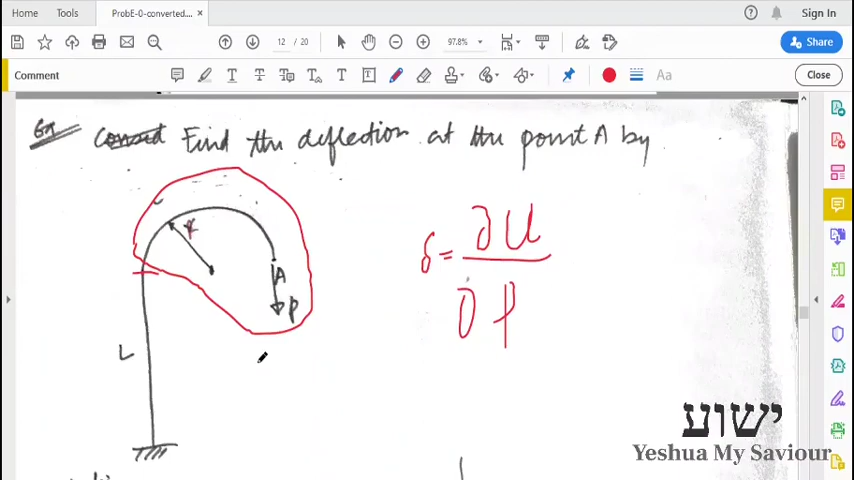 Home
Tools
ProbE-0-converted....
×
Sign In
12 / 20
97.8%
Share
Comment
Close
Ex
Find the deflection at the point A by
r
A
P
L
δ = ∂U
∂P
ישוע
Yeshua My Saviour